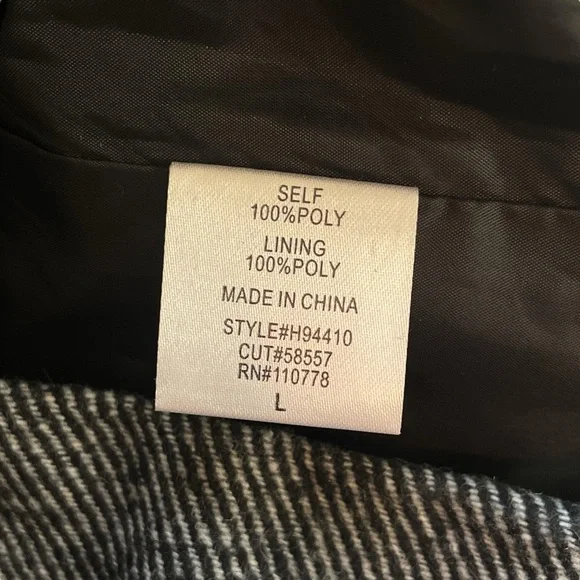 SELF
100%POLY
LINING
100%POLY
MADE IN CHINA
STYLE#H94410
CUT#58557
RN#110778
L